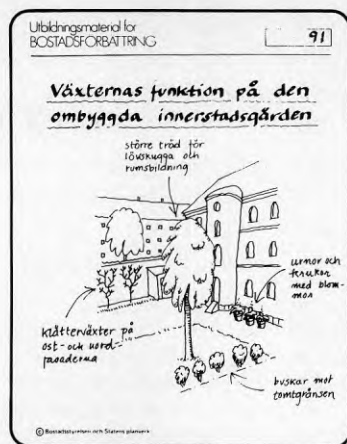 Utbildningsmaterial för
BOSTADSFÖRBÄTTRING
91
Växternas funktion på den
ombyggda innerstadsgården
större träd för
lövskugga och
rumsbildning
urnor och
krukor
med blom-
mor
klätterväxter på
öst- och nord-
fasaderna
buskar mot
tomtgränsen
© Bostadsstyrelsen och Statens planverk